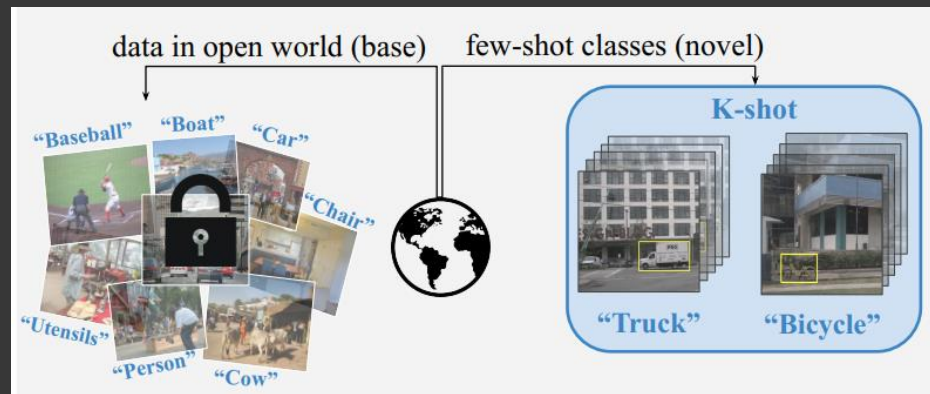 data in open world (base)
few-shot classes (novel)
“Baseball”
“Boat”
“Car”
“Chair”
“Utensils”
“Person”
“Cow”
K-shot
“Truck”
“Bicycle”